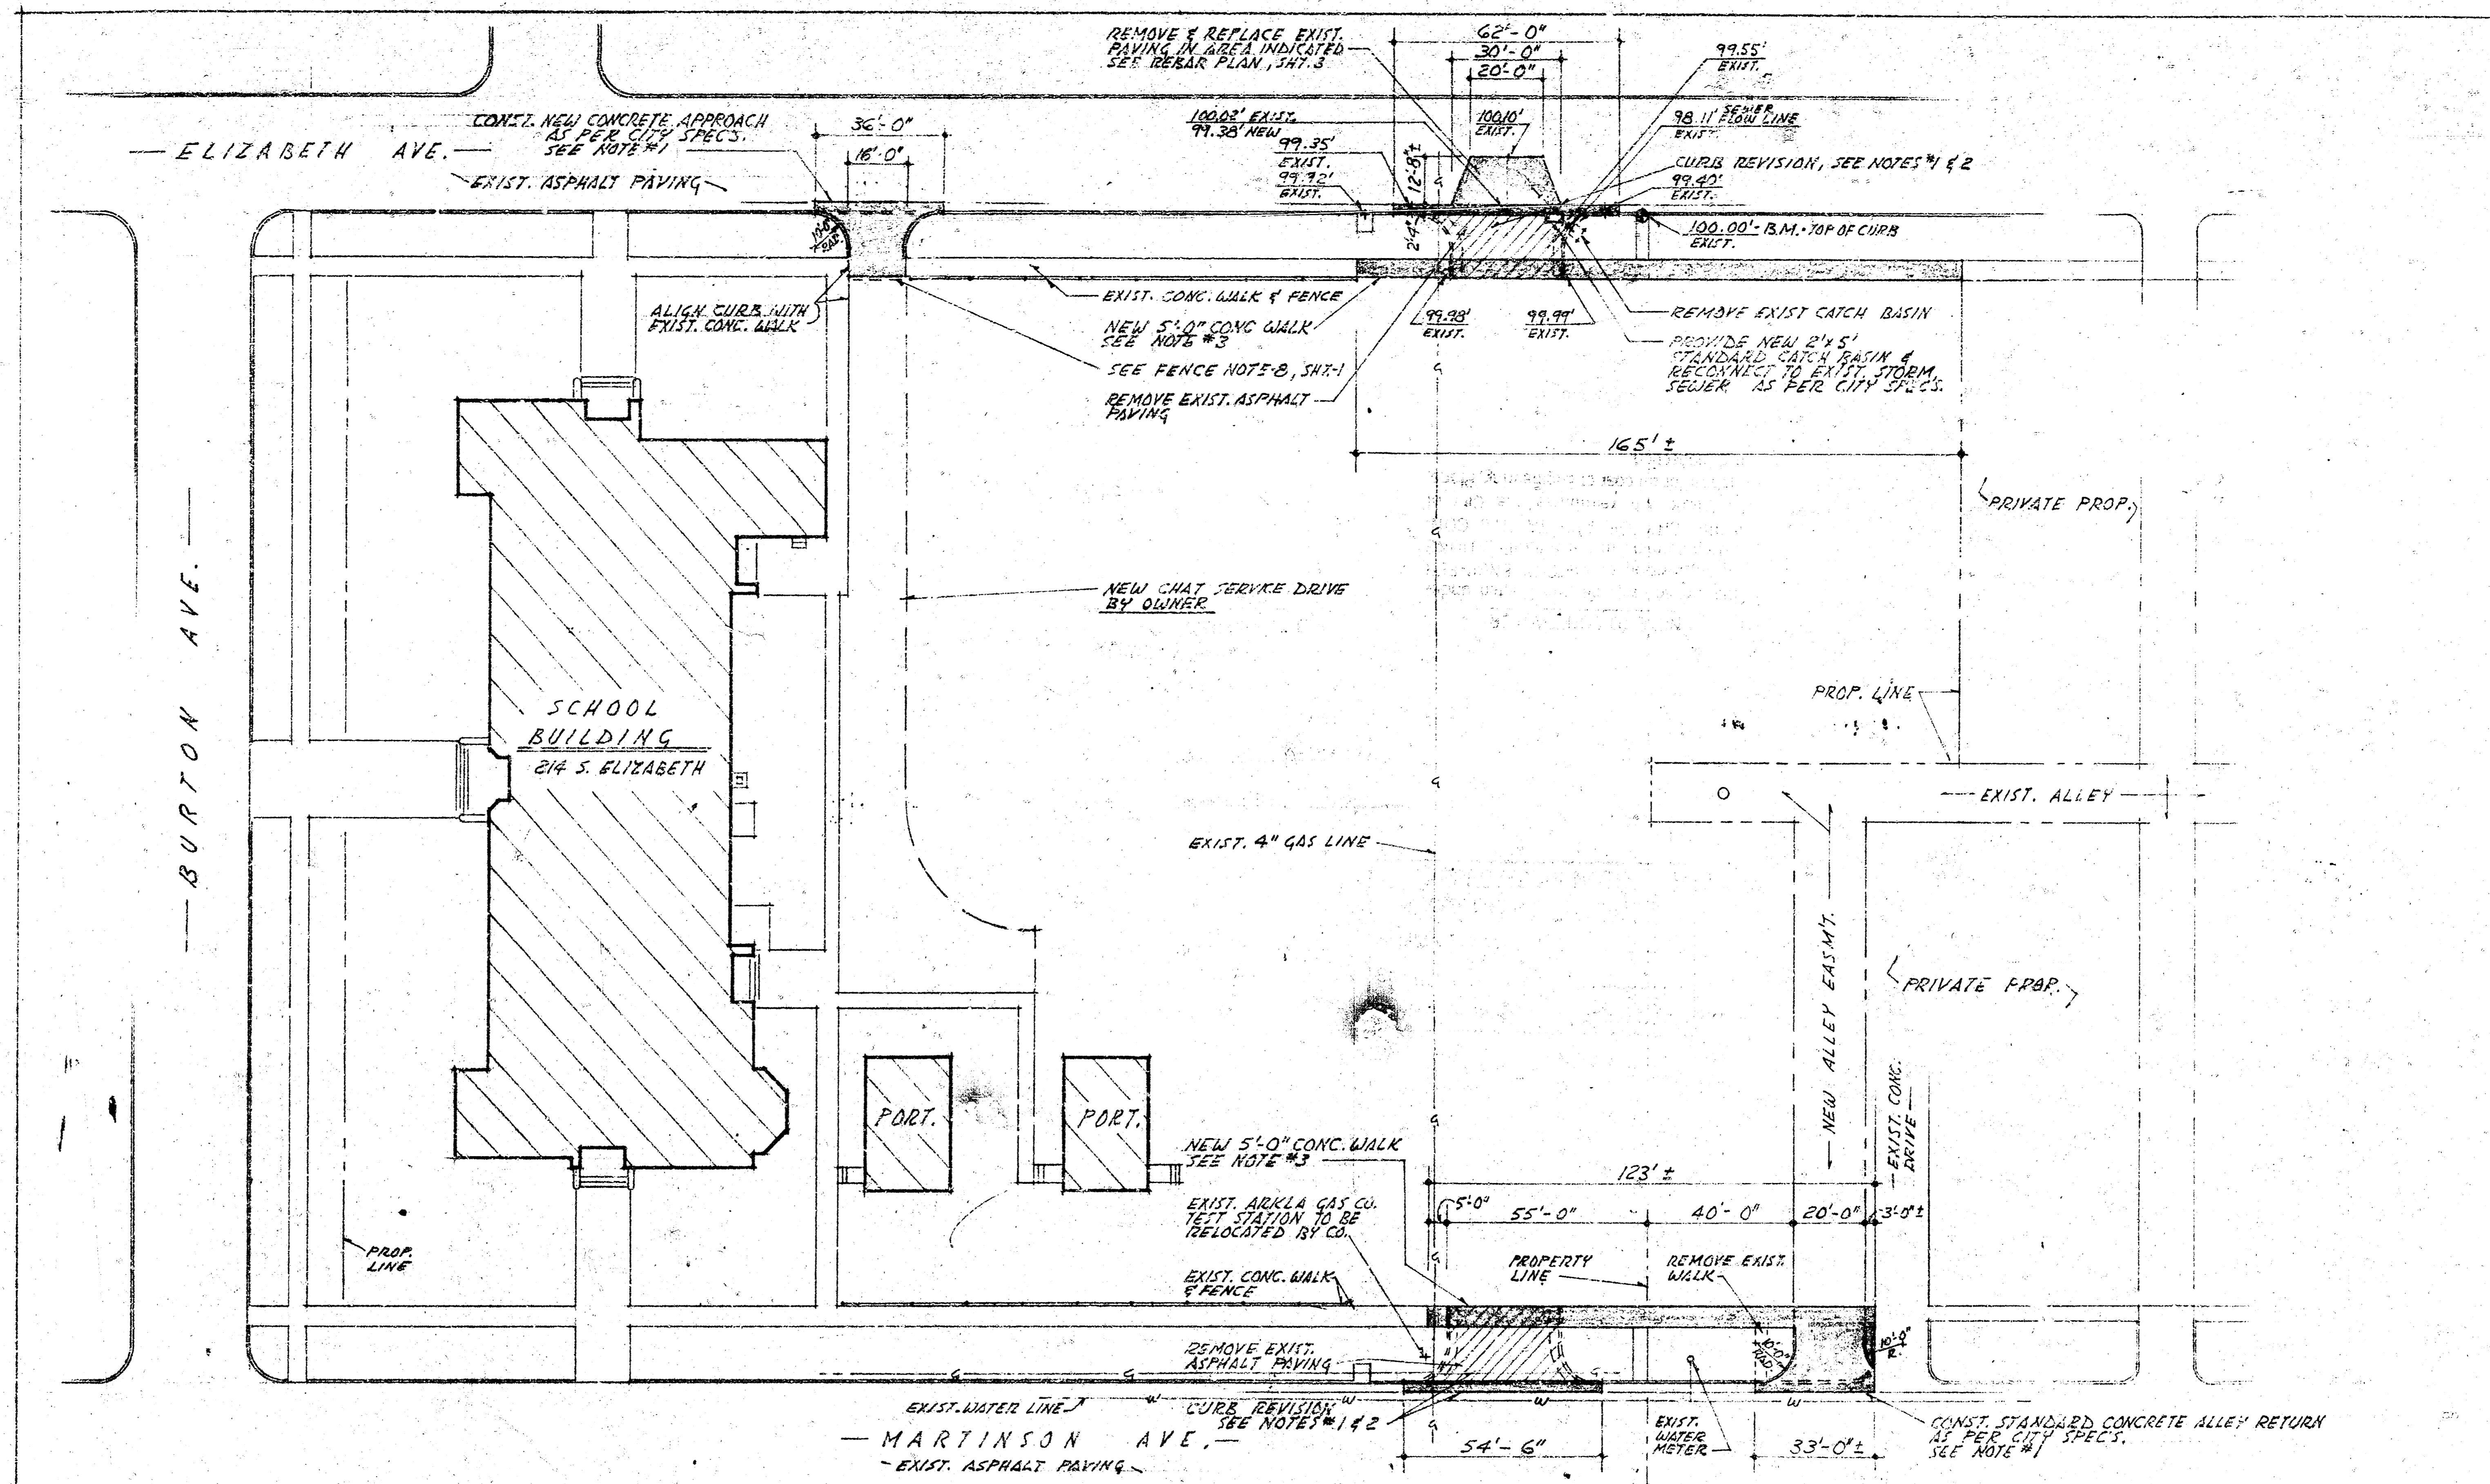 REMOVE & REPLACE EXIST.
PAVING IN AREA INDICATED
SEE REBAR PLAN, SHT. 3
62'-0"
30'-0"
20'-0"
99.55'
EXIST.
CONST. NEW CONCRETE APPROACH
AS PER CITY SPEC'S.
SEE NOTE #1
36'-0"
16'-0"
100.02' EXIST.
99.38' NEW
100.10'
EXIST.
98.11' SEWER FLOW LINE
EXIST.
— ELIZABETH AVE. —
EXIST. ASPHALT PAVING
99.35'
EXIST.
99.92'
EXIST.
12'-8"±
CURB REVISION, SEE NOTES #1 & 2
99.40'
EXIST.
10'-0"
RAD.
2'4"
100.00' - B.M. - TOP OF CURB
EXIST.
ALIGN CURB WITH
EXIST. CONC. WALK
EXIST. CONC. WALK & FENCE
NEW 5'-0" CONC WALK
SEE NOTE #3
99.98'
EXIST.
99.99'
EXIST.
REMOVE EXIST CATCH BASIN
SEE FENCE NOTE-8, SHT-1
PROVIDE NEW 2'x5'
STANDARD CATCH BASIN &
RECONNECT TO EXIST. STORM
SEWER AS PER CITY SPEC'S.
REMOVE EXIST. ASPHALT
PAVING
G
165' ±
PRIVATE PROP.
G
NEW CHAT SERVICE DRIVE
BY OWNER
— BURTON AVE. —
SCHOOL
BUILDING
214 S. ELIZABETH
PROP. LINE
G
EXIST. ALLEY
EXIST. 4" GAS LINE
NEW ALLEY EASM'T.
PRIVATE PROP.
PORT.
PORT.
G
EXIST. CONC.
DRIVE
NEW 5'-0" CONC. WALK
SEE NOTE #3
123' ±
EXIST. ARKLA GAS CO.
TEST STATION TO BE
RELOCATED BY CO.
5'-0"
55'-0"
40'-0"
20'-0"
3'-0"±
PROP.
LINE
G
PROPERTY
LINE
REMOVE EXIST.
WALK
EXIST. CONC. WALK
& FENCE
REMOVE EXIST.
ASPHALT PAVING
10'-0"
RAD.
10'-0"
R.
G
G
G
EXIST. WATER LINE
W
W
W
W
CURB REVISION
SEE NOTES #1 & 2
G
— MARTINSON AVE. —
EXIST. ASPHALT PAVING
54'-6"
EXIST.
WATER
METER
33'-0"±
CONST. STANDARD CONCRETE ALLEY RETURN
AS PER CITY SPEC'S.
SEE NOTE #1